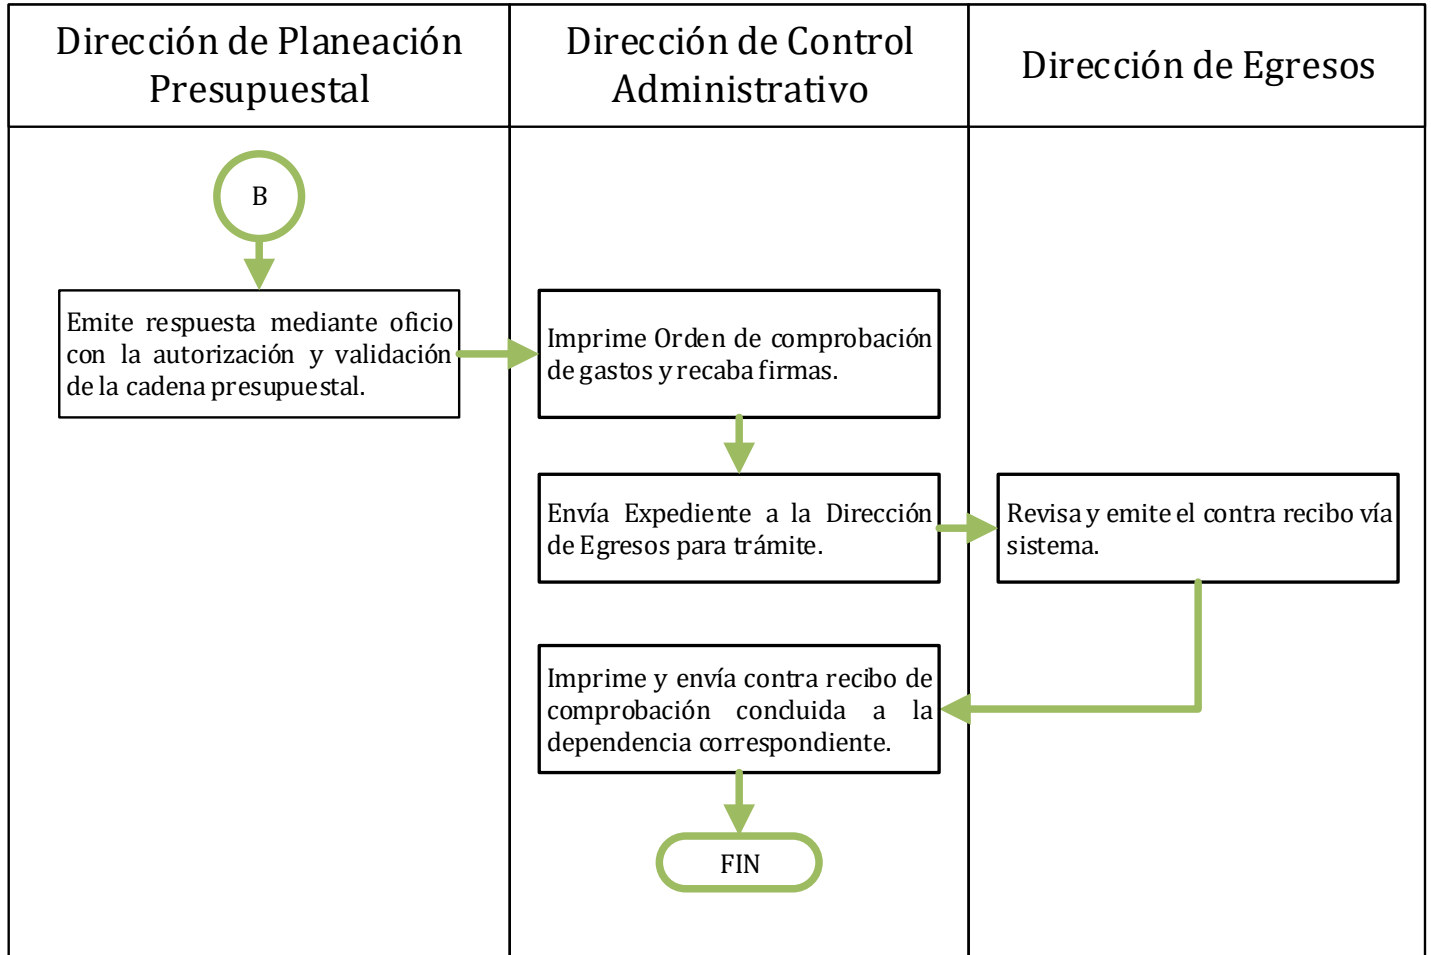 Dirección de Planeación
Presupuestal
Dirección de Control
Administrativo
Dirección de Egresos
B
Emite respuesta mediante oficio
con la autorización y validación
de la cadena presupuestal.
Imprime Orden de comprobación
de gastos y recaba firmas.
Envía Expediente a la Dirección
de Egresos para trámite.
Revisa y emite el contra recibo vía
sistema.
Imprime y envía contra recibo de
comprobación concluida a la
dependencia correspondiente.
FIN